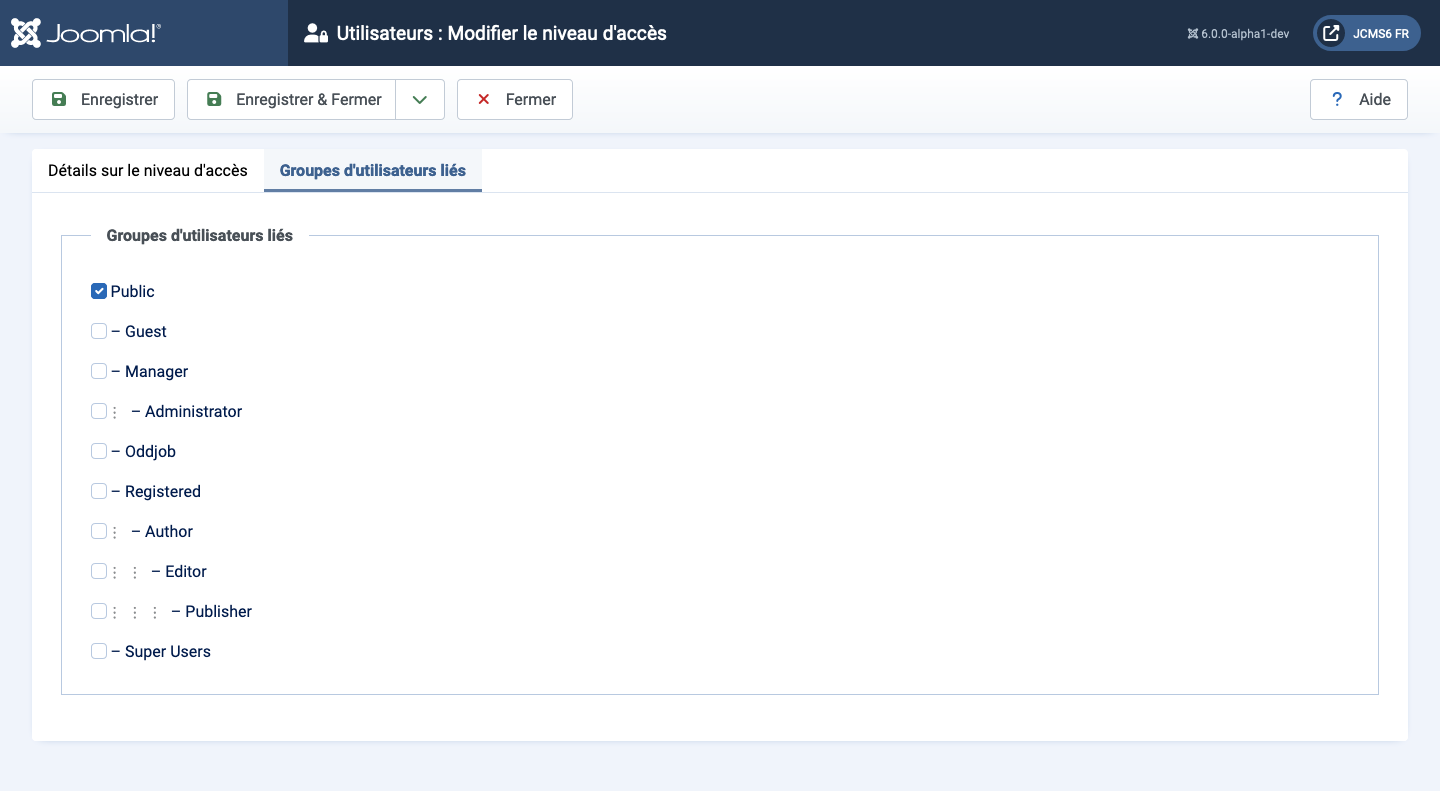 Joomla!®
Utilisateurs : Modifier le niveau d'accès
6.0.0-alpha1-dev
JCMS6 FR
Enregistrer
Enregistrer & Fermer
Fermer
? Aide
Détails sur le niveau d'accès
Groupes d'utilisateurs liés
Groupes d'utilisateurs liés
Public
– Guest
– Manager
⋮ – Administrator
– Oddjob
– Registered
⋮ – Author
⋮ ⋮ – Editor
⋮ ⋮ ⋮ – Publisher
– Super Users